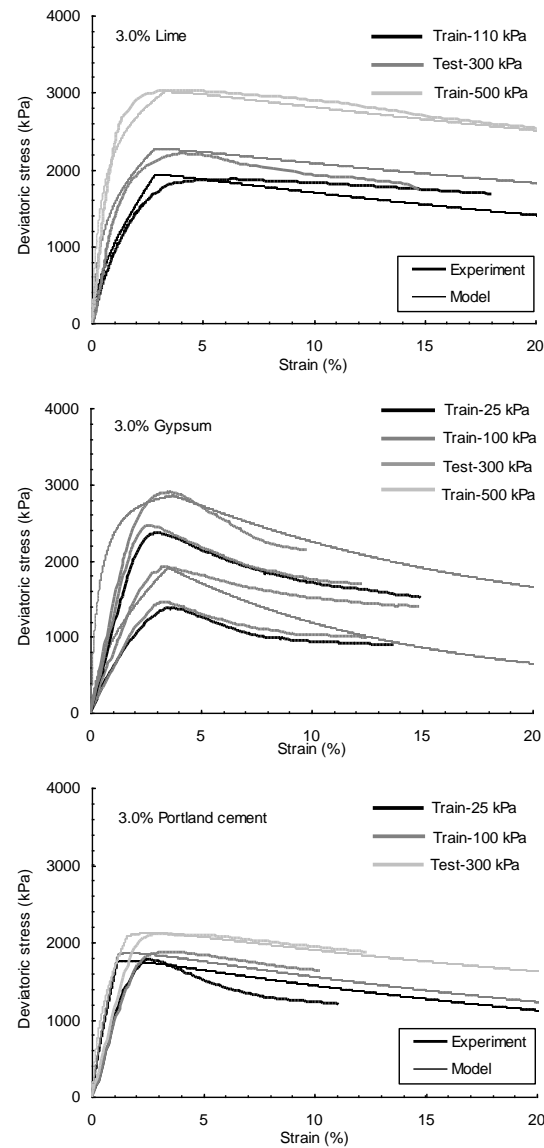 4000
3.0% Lime
Train-110 kPa
Test-300 kPa
Train-500 kPa
3000
2000
1000
0
Deviatoric stress (kPa)
Experiment
Model
0 5 10 15 20
Strain (%)
4000
3.0% Gypsum
Train-25 kPa
Train-100 kPa
Test-300 kPa
Train-500 kPa
3000
2000
1000
0
Deviatoric stress (kPa)
0 5 10 15 20
Strain (%)
4000
3.0% Portland cement
Train-25 kPa
Train-100 kPa
Test-300 kPa
3000
2000
1000
0
Deviatoric stress (kPa)
Experiment
Model
0 5 10 15 20
Strain (%)